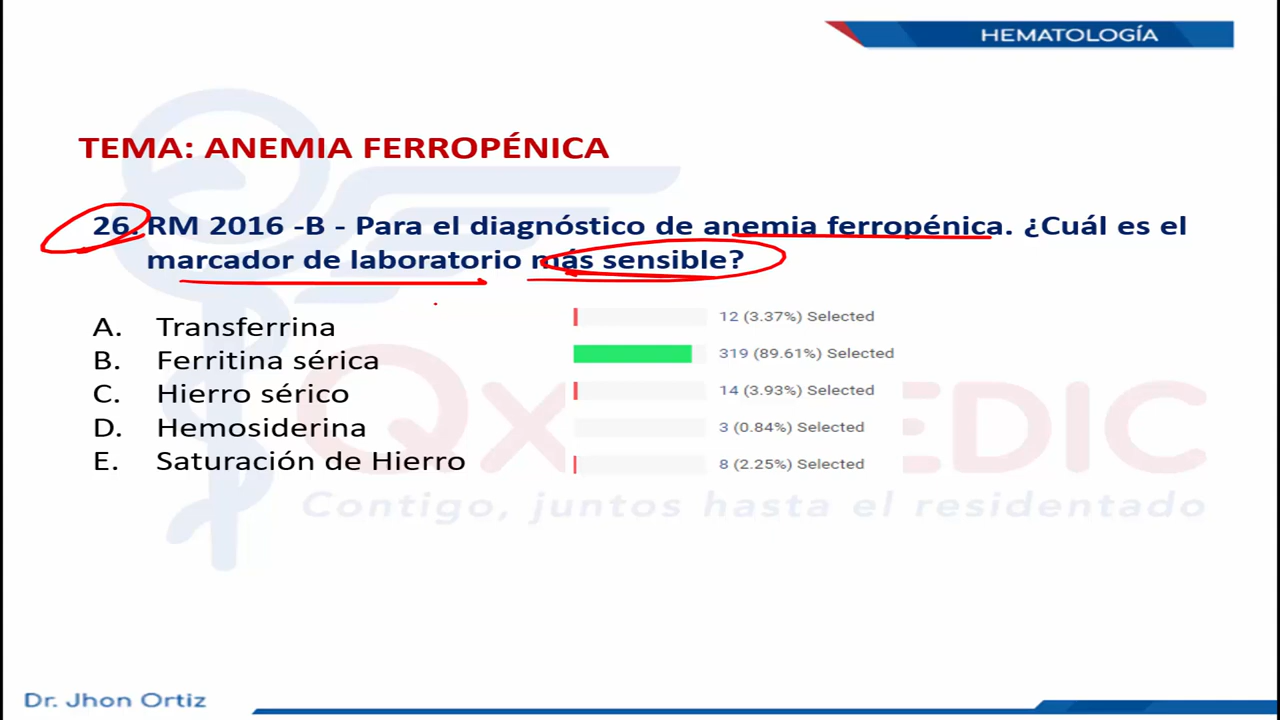 HEMATOLOGÍA
TEMA: ANEMIA FERROPÉNICA
26. RM 2016 -B - Para el diagnóstico de anemia ferropénica. ¿Cuál es el
marcador de laboratorio más sensible?
A. Transferrina
12 (3.37%) Selected
B. Ferritina sérica
319 (89.61%) Selected
C. Hierro sérico
14 (3.93%) Selected
D. Hemosiderina
3 (0.84%) Selected
E. Saturación de Hierro
8 (2.25%) Selected
Contigo, juntos hasta el residentado
Dr. Jhon Ortiz